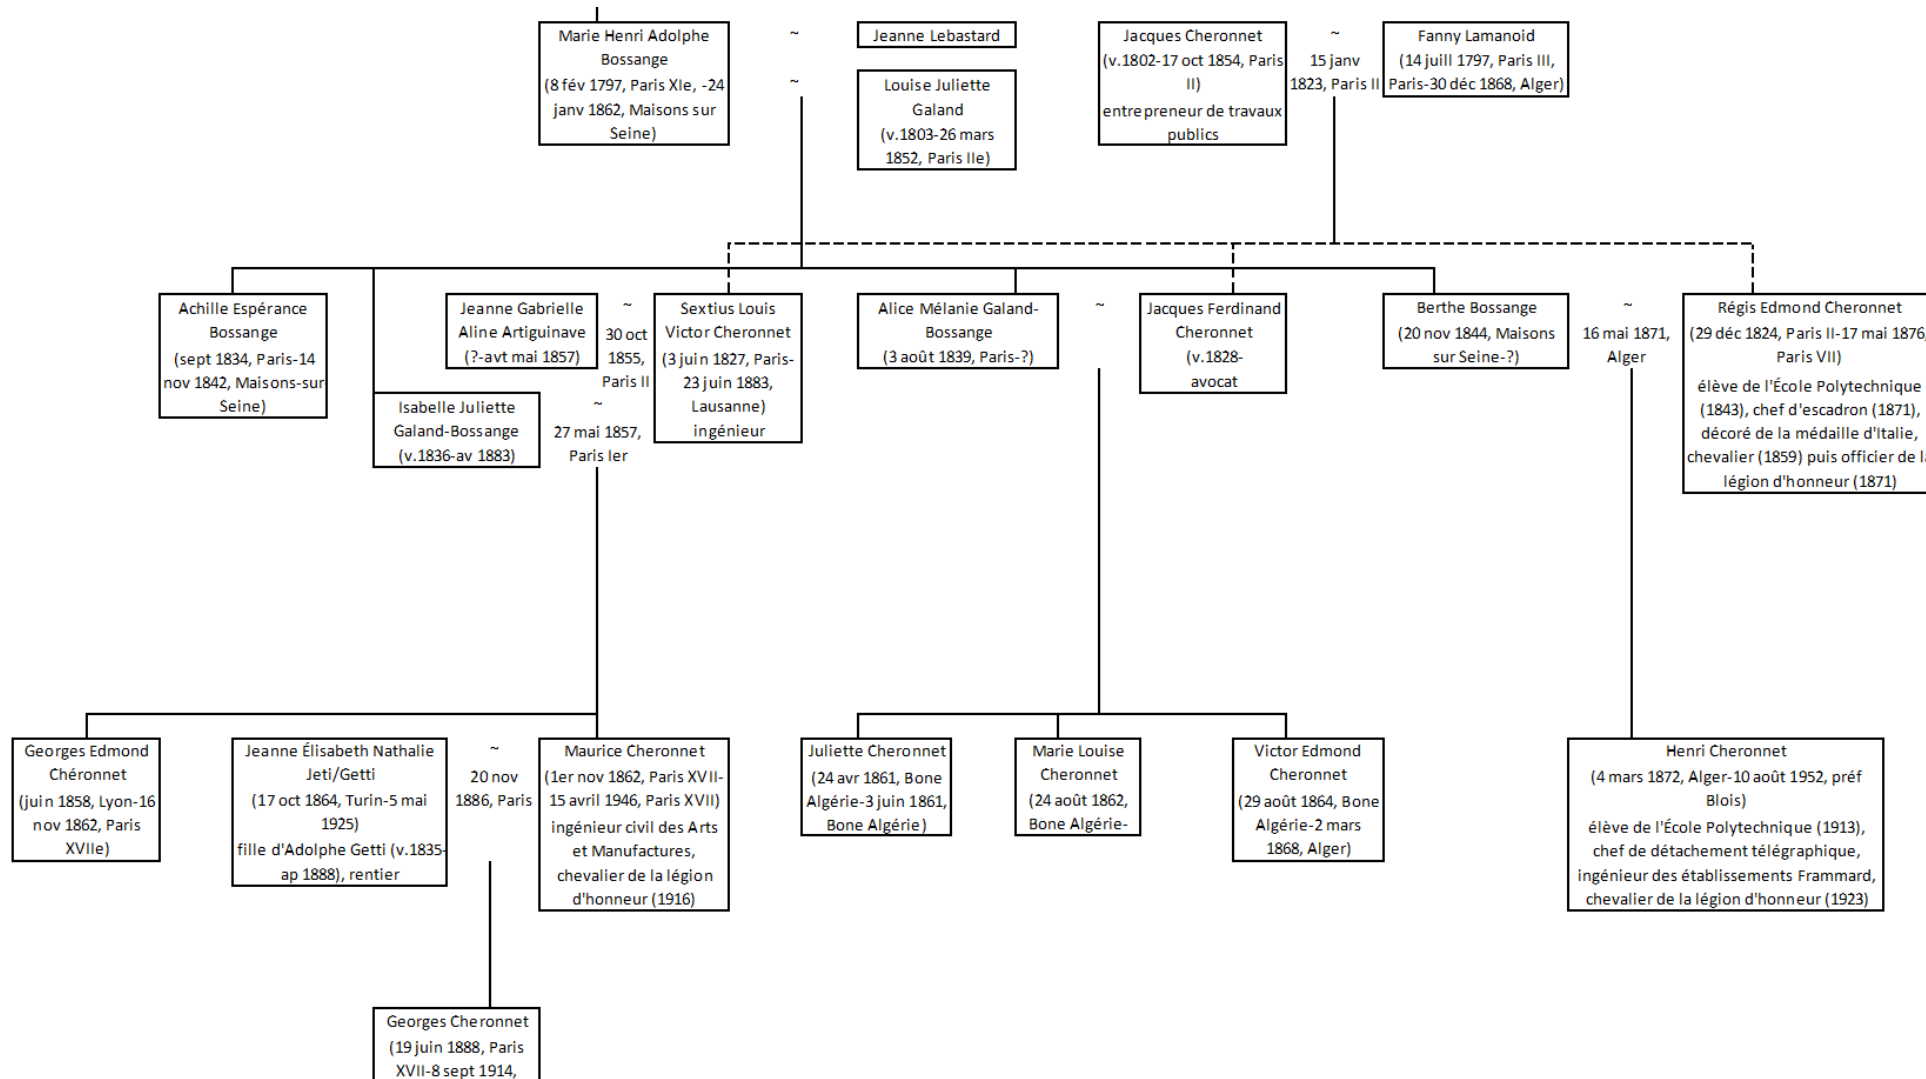 Marie Henri Adolphe
Bossange
(8 fév 1797, Paris XIe, -24
janv 1862, Maisons sur
Seine)
~
~
Jeanne Lebastard
Louise Juliette
Galand
(v.1803-26 mars
1852, Paris IIe)
Jacques Cheronnet
(v.1802-17 oct 1854, Paris
II)
entrepreneur de travaux
publics
~
15 janv
1823, Paris II
Fanny Lamanoid
(14 juill 1797, Paris III,
Paris-30 déc 1868, Alger)
Achille Espérance
Bossange
(sept 1834, Paris-14
nov 1842, Maisons-sur
Seine)
Isabelle Juliette
Galand-Bossange
(v.1836-av 1883)
Jeanne Gabrielle
Aline Artiguinave
(?-avt mai 1857)
~
30 oct
1855,
Paris II
~
27 mai 1857,
Paris Ier
Sextius Louis
Victor Cheronnet
(3 juin 1827, Paris-
23 juin 1883,
Lausanne)
ingénieur
Alice Mélanie Galand-
Bossange
(3 août 1839, Paris-?)
~
Jacques Ferdinand
Cheronnet
(v.1828-
avocat
Berthe Bossange
(20 nov 1844, Maisons
sur Seine-?)
~
16 mai 1871,
Alger
Régis Edmond Cheronnet
(29 déc 1824, Paris II-17 mai 1876,
Paris VII)
élève de l'École Polytechnique
(1843), chef d'escadron (1871),
décoré de la médaille d'Italie,
chevalier (1859) puis officier de la
légion d'honneur (1871)
Georges Edmond
Chéronnet
(juin 1858, Lyon-16
nov 1862, Paris
XVIIe)
Jeanne Élisabeth Nathalie
Jeti/Getti
(17 oct 1864, Turin-5 mai
1925)
fille d'Adolphe Getti (v.1835-
ap 1888), rentier
~
20 nov
1886, Paris
Maurice Cheronnet
(1er nov 1862, Paris XVII-
15 avril 1946, Paris XVII)
ingénieur civil des Arts
et Manufactures,
chevalier de la légion
d'honneur (1916)
Juliette Cheronnet
(24 avr 1861, Bone
Algérie-3 juin 1861,
Bone Algérie)
Marie Louise
Cheronnet
(24 août 1862,
Bone Algérie-
Victor Edmond
Cheronnet
(29 août 1864, Bone
Algérie-2 mars
1868, Alger)
Henri Cheronnet
(4 mars 1872, Alger-10 août 1952, préf
Blois)
élève de l'École Polytechnique (1913),
chef de détachement télégraphique,
ingénieur des établissements Frammard,
chevalier de la légion d'honneur (1923)
Georges Cheronnet
(19 juin 1888, Paris
XVII-8 sept 1914,